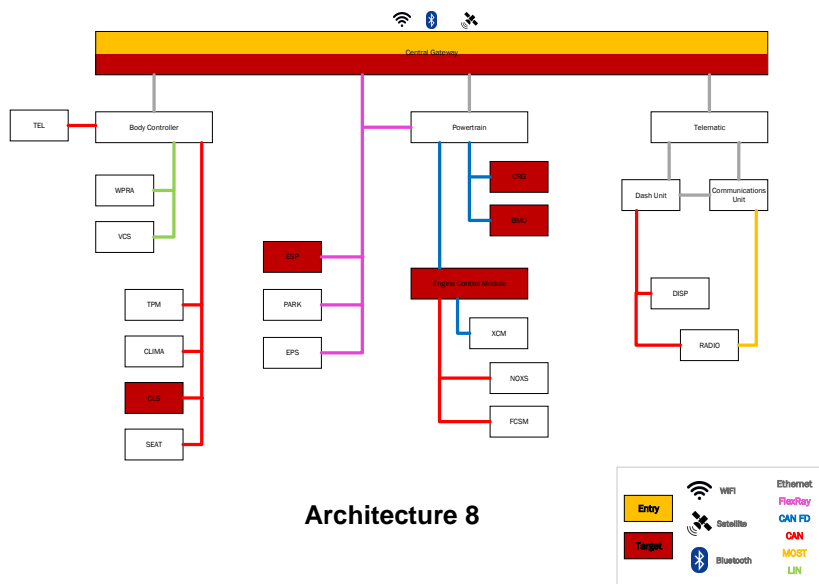 Central Gateway
TEL
Body Controller
Powertrain
Telematic
WPRA
VCS
CRG
BMU
Dash Unit
Communications
Unit
ESP
Engine Control Module
TPM
PARK
DISP
XCM
CLIMA
EPS
RADIO
CLS
NOXS
SEAT
FCSM
Architecture 8
Entry
Target
WiFi
Satellite
Bluetooth
Ethernet
FlexRay
CAN FD
CAN
MOST
LIN